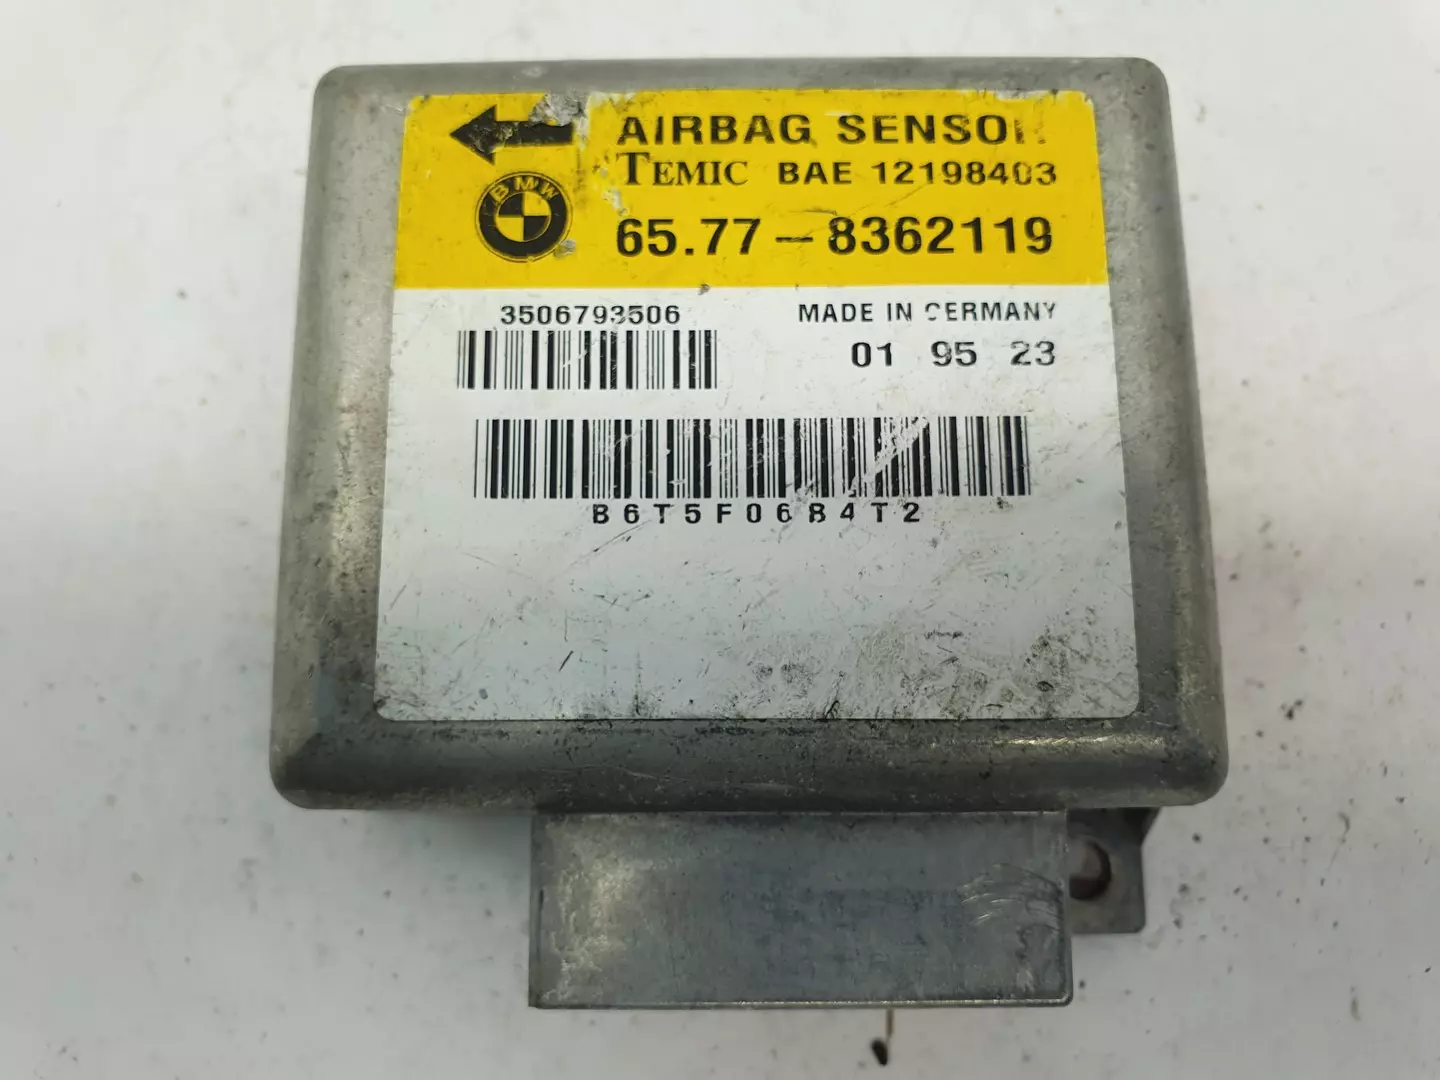 AIRBAG SENSOR
TEMIC BAE 12198403
BMW
65.77-8362119
3506793506
MADE IN GERMANY
01 95 23
B6T5F0684T2